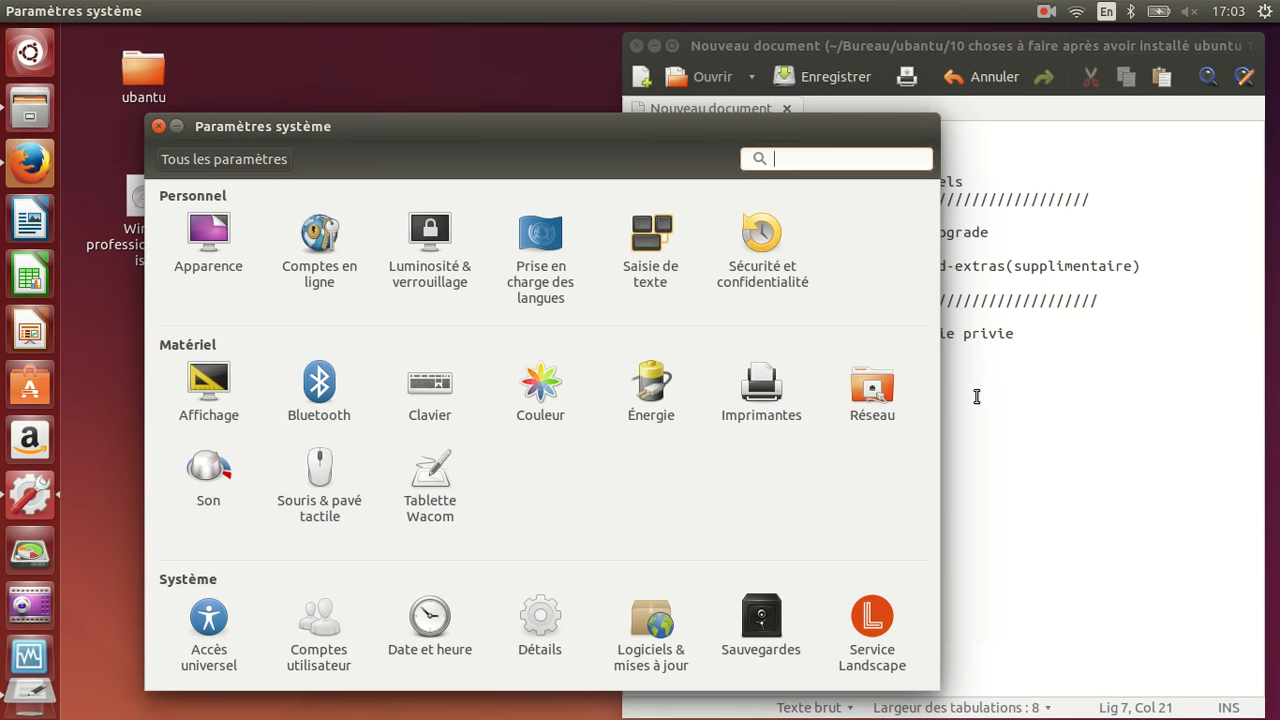 Paramètres système
En
17:03
ubantu
Win
profession
is
Nouveau document (~/Bureau/ubantu/10 choses à faire après avoir installé ubuntu 1
Ouvrir
Enregistrer
Annuler
Nouveau document
Paramètres système
Tous les paramètres
els
///////////////////
pgrade
d-extras(supplimentaire)
////////////////////
ie privie
Personnel
Apparence
Comptes en
ligne
Luminosité &
verrouillage
Prise en
charge des
langues
Saisie de
texte
Sécurité et
confidentialité
Matériel
Affichage
Bluetooth
Clavier
Couleur
Énergie
Imprimantes
Réseau
Son
Souris & pavé
tactile
Tablette
Wacom
Système
Accès
universel
Comptes
utilisateur
Date et heure
Détails
Logiciels &
mises à jour
Sauvegardes
Service
Landscape
Texte brut
Largeur des tabulations : 8
Lig 7, Col 21
INS